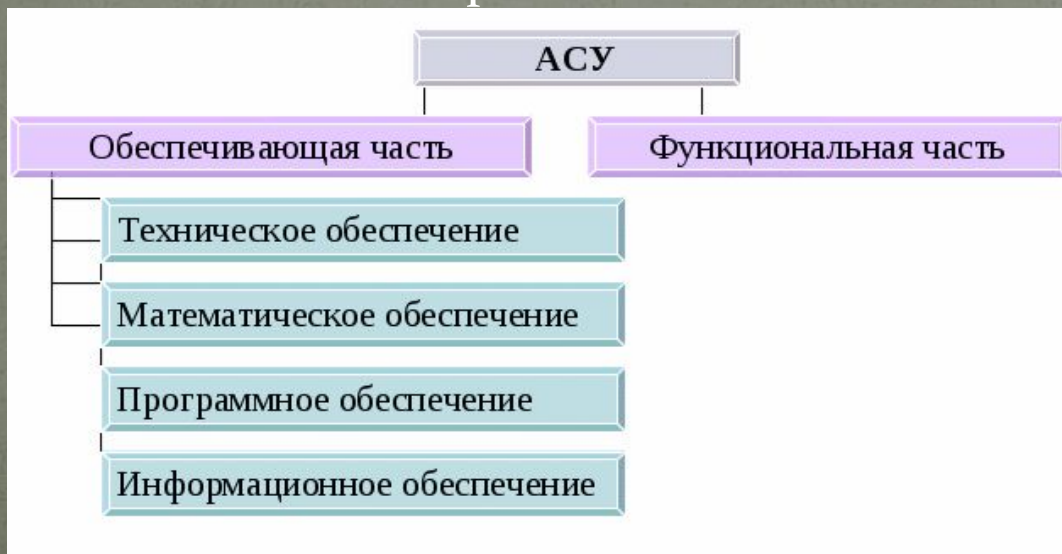 АСУ
Обеспечивающая часть
Функциональная часть
Техническое обеспечение
Математическое обеспечение
Программное обеспечение
Информационное обеспечение